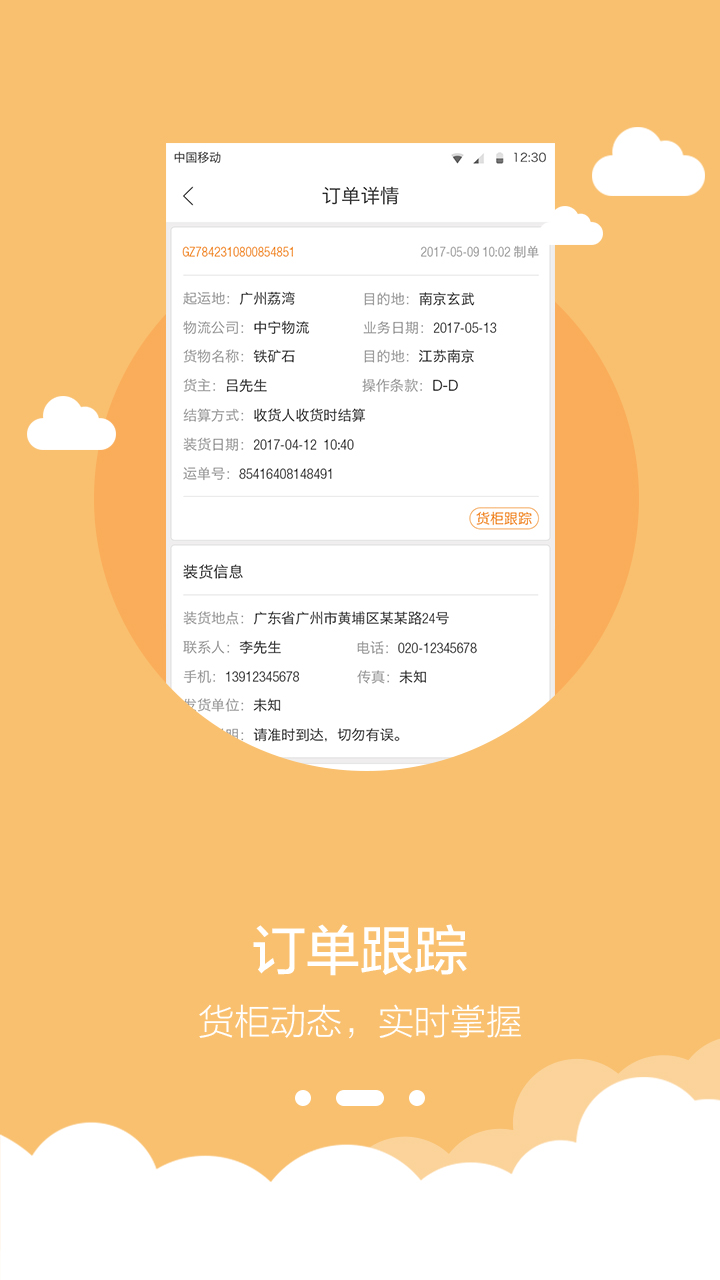 中国移动 12:30
订单详情
GZ7842310800854851 2017-05-09 10:02 制单
起运地：广州荔湾 目的地：南京玄武
物流公司：中宁物流 业务日期：2017-05-13
货物名称：铁矿石 目的地：江苏南京
货主：吕先生 操作条款：D-D
结算方式：收货人收货时结算
装货日期：2017-04-12 10:40
运单号：85416408148491
货柜跟踪
装货信息
装货地点：广东省广州市黄埔区某某路24号
联系人：李先生 电话：020-12345678
手机：13912345678 传真：未知
发货单位：未知
明：请准时到达，切勿有误。
订单跟踪
货柜动态，实时掌握